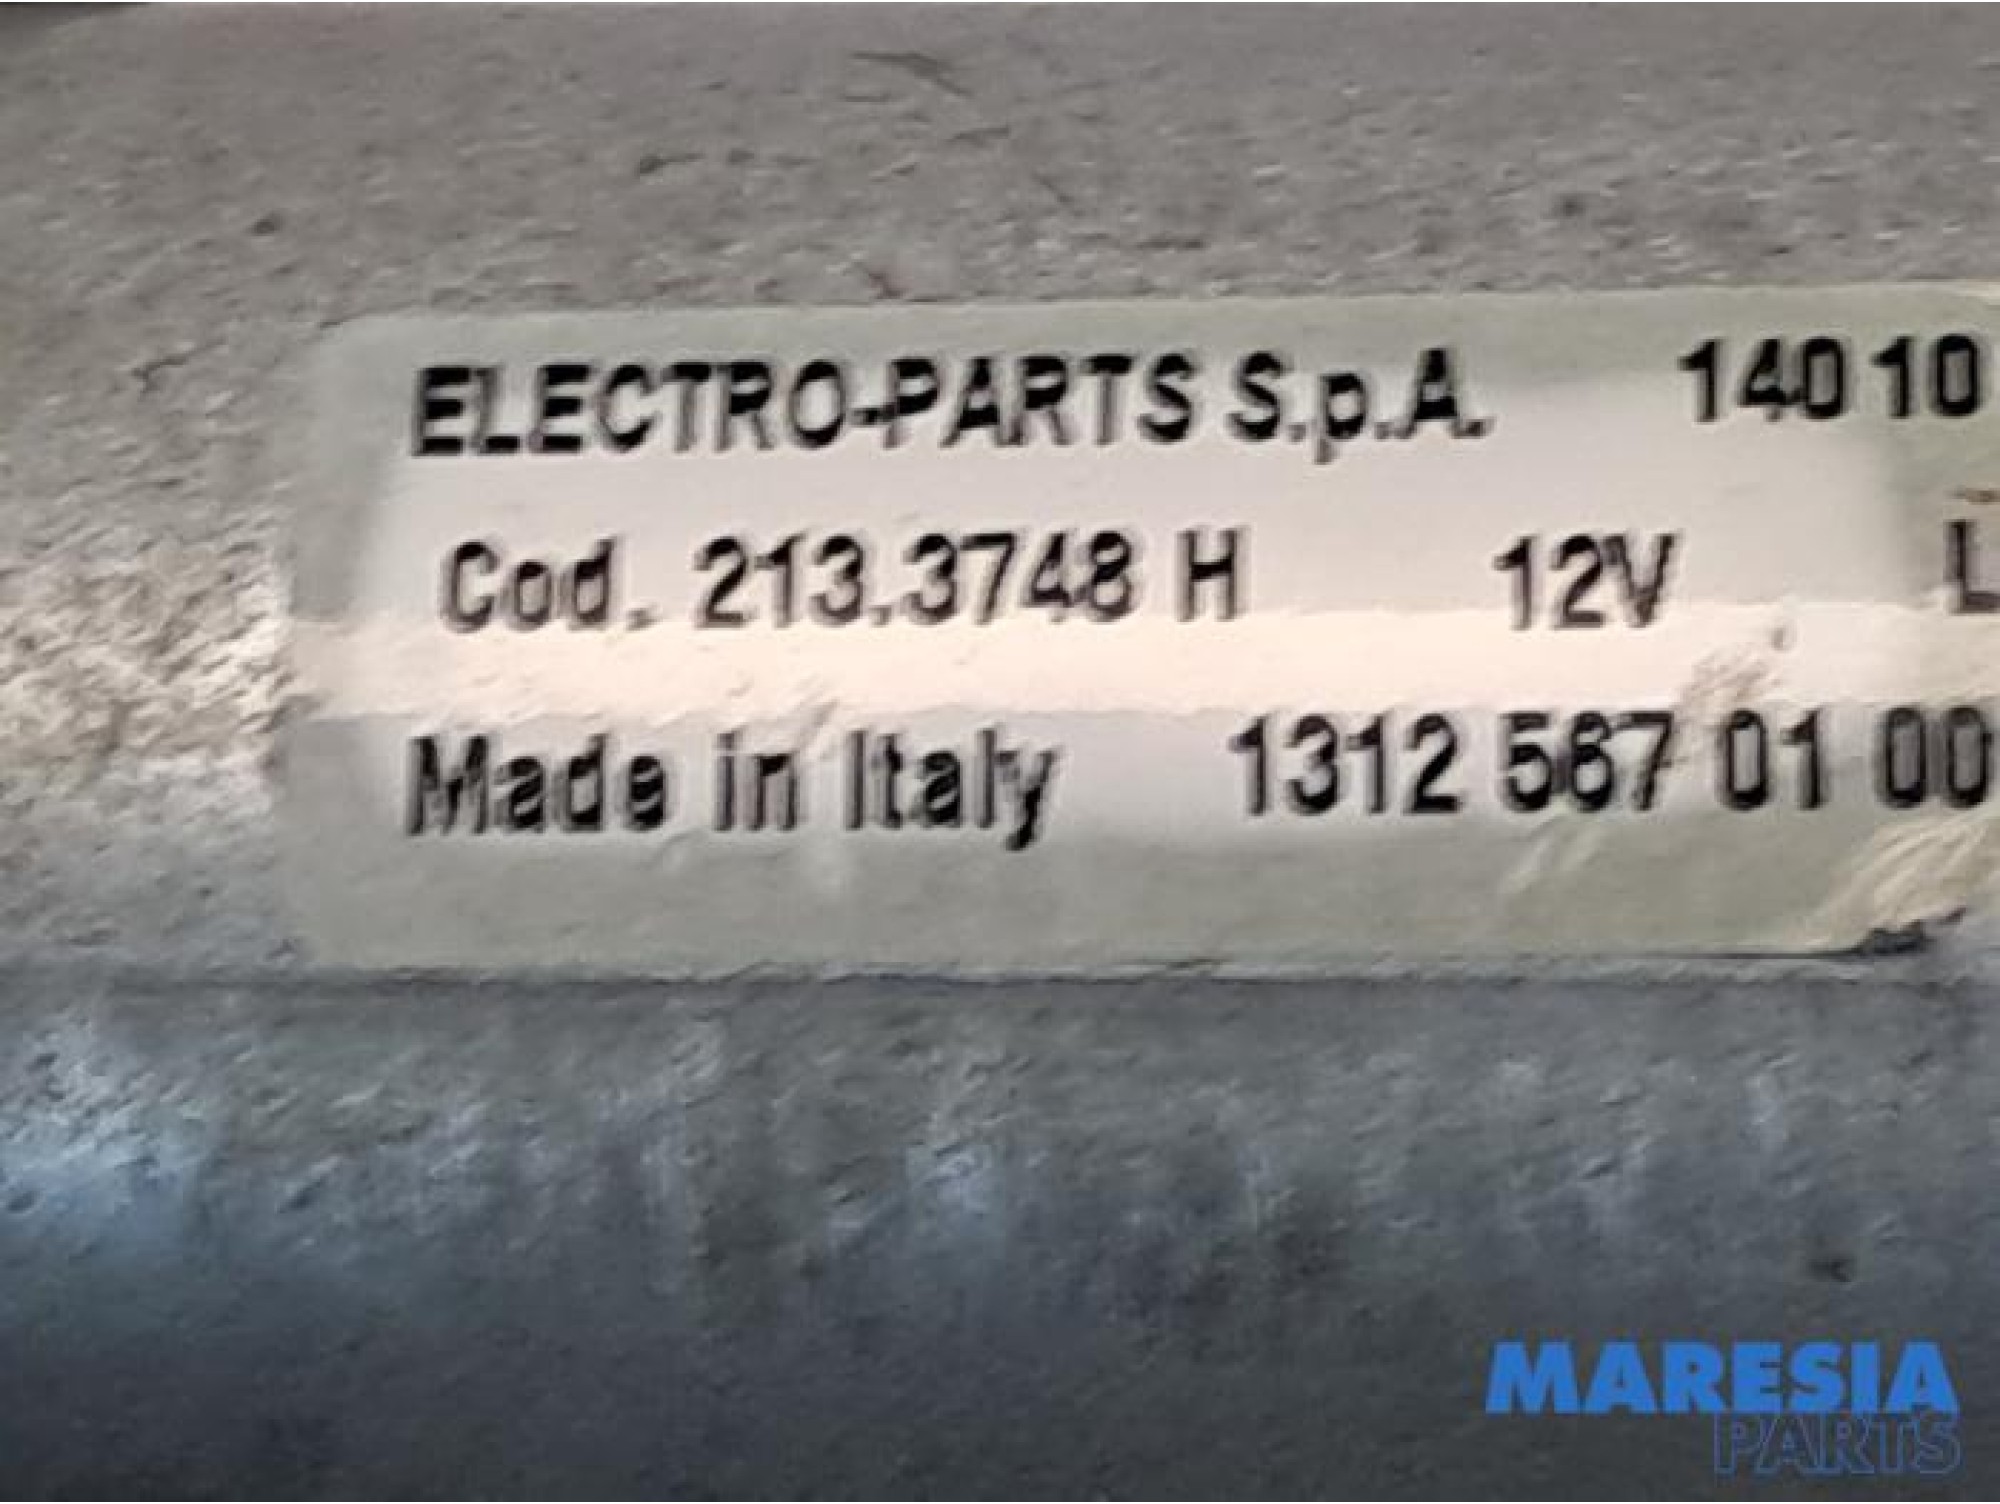 ELECTRO-PARTS S.p.A. 140 10
Cod. 213.3748 H 12V L
Made in Italy 1312 567 01 00
MARESIA
PARTS